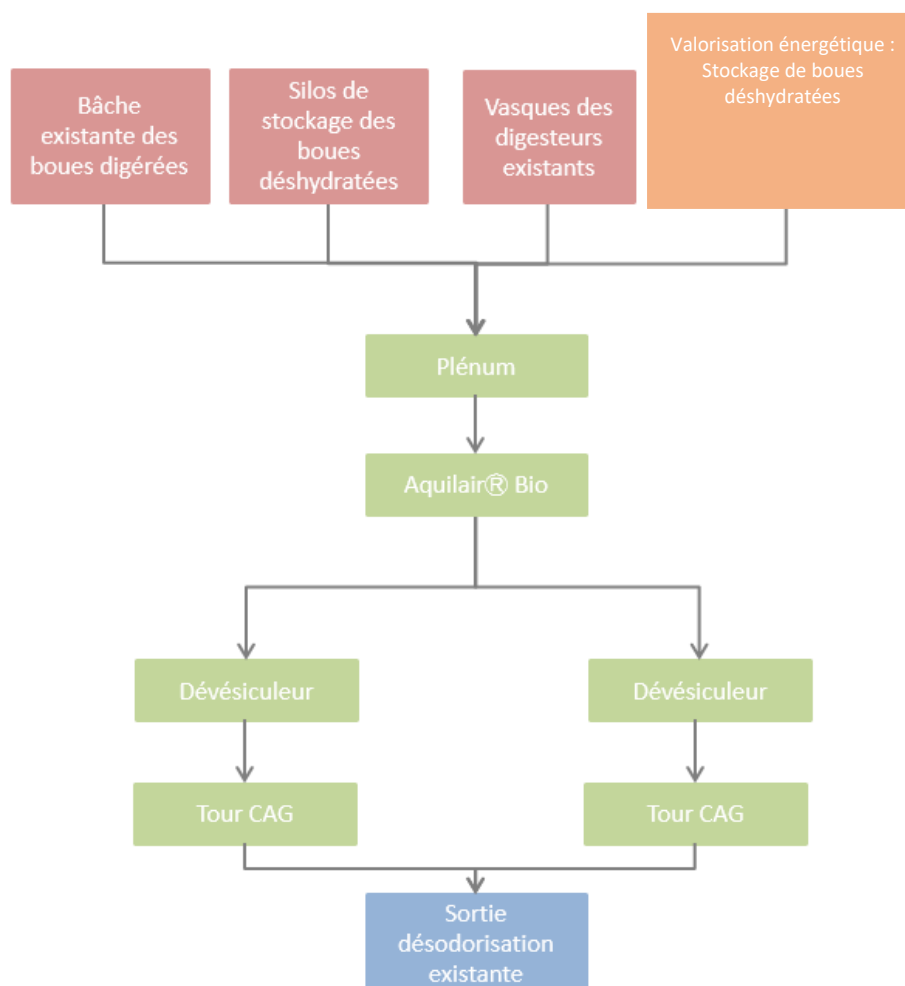 Bâche
existante des
boues digérées
Silos de
stockage des
boues
déshydratées
Vasques des
digesteurs
existants
Valorisation énergétique :
Stockage de boues
déshydratées
Plénum
Aquilair® Bio
Dévésiculeur
Dévésiculeur
Tour CAG
Tour CAG
Sortie
désodorisation
existante